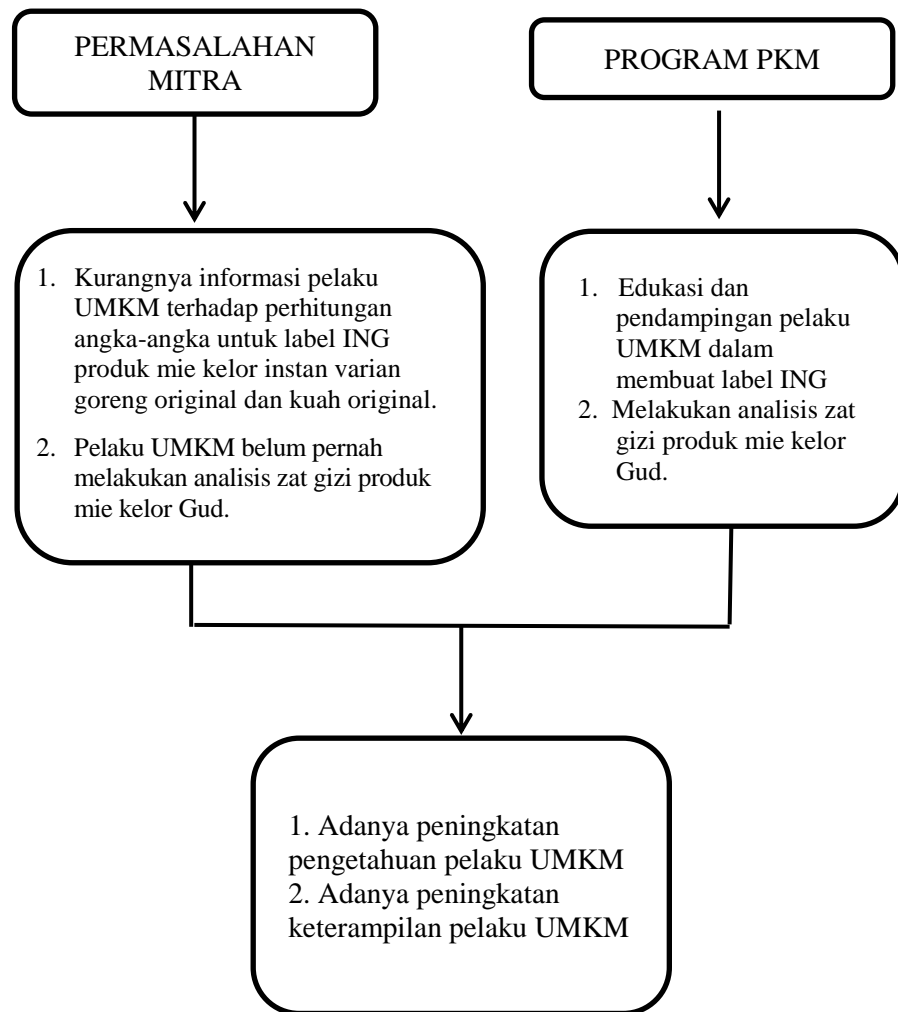 PERMASALAHAN
MITRA
PROGRAM PKM
1. Kurangnya informasi pelaku
UMKM terhadap perhitungan
angka-angka untuk label ING
produk mie kelor instan varian
goreng original dan kuah original.
2. Pelaku UMKM belum pernah
melakukan analisis zat gizi produk
mie kelor Gud.
1. Edukasi dan
pendampingan pelaku
UMKM dalam
membuat label ING
2. Melakukan analisis zat
gizi produk mie kelor
Gud.
1. Adanya peningkatan
pengetahuan pelaku UMKM
2. Adanya peningkatan
keterampilan pelaku UMKM